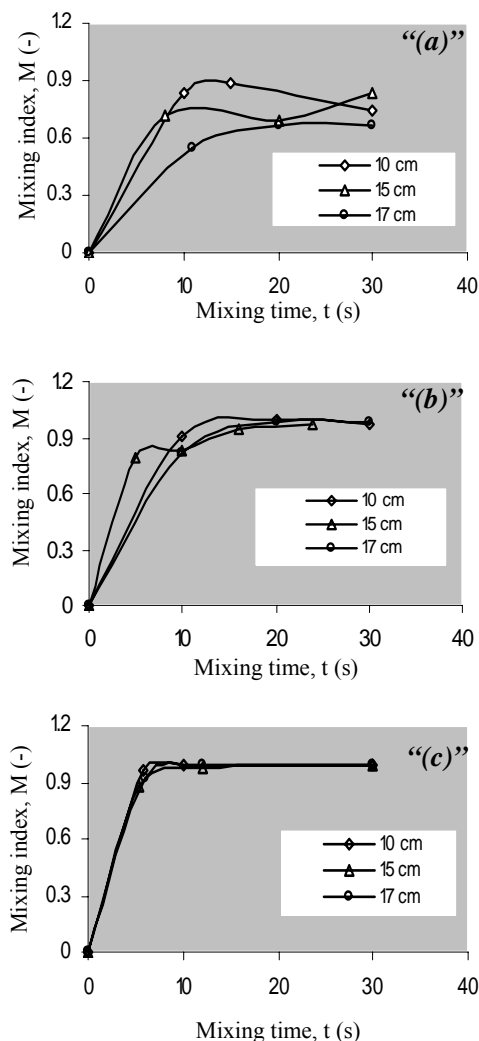 “(a)”
1.2
0.9
0.6
0.3
0
Mixing index, M (-)
10 cm
15 cm
17 cm
0 10 20 30 40
Mixing time, t (s)
“(b)”
1.2
0.9
0.6
0.3
0
Mixing index, M (-)
10 cm
15 cm
17 cm
0 10 20 30 40
Mixing time, t (s)
“(c)”
1.2
0.9
0.6
0.3
0
Mixing index, M (-)
10 cm
15 cm
17 cm
0 10 20 30 40
Mixing time, t (s)